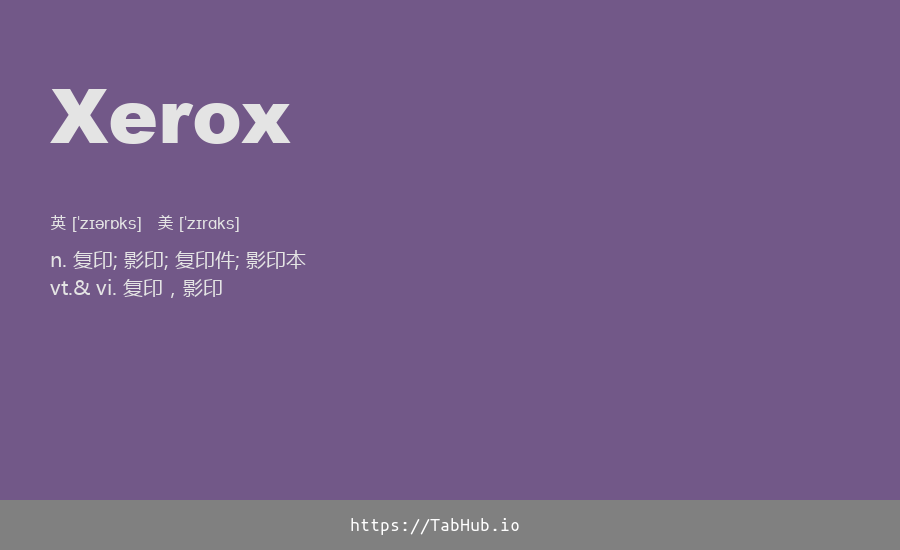 Xerox
英 [ˈzɪərɒks] 美 [ˈzɪrɑks]
n. 复印; 影印; 复印件; 影印本
vt.& vi. 复印，影印
https://TabHub.io